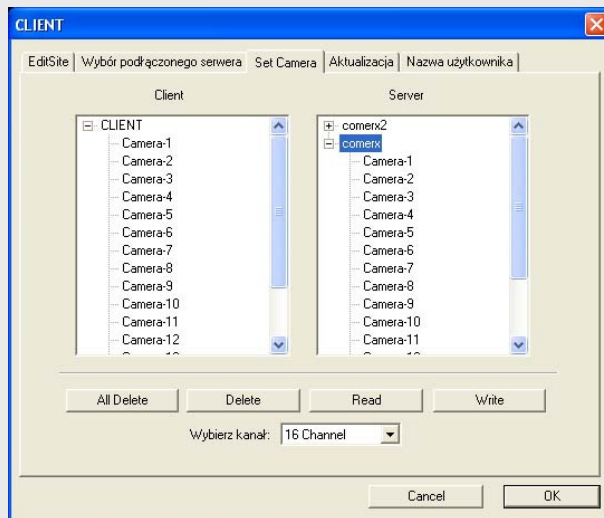 CLIENT
EditSite Wybór podłączonego serwera Set Camera Aktualizacja Nazwa użytkownika
Client Server
CLIENT comerx2
Camera-1 comerx
Camera-2 Camera-1
Camera-3 Camera-2
Camera-4 Camera-3
Camera-5 Camera-4
Camera-6 Camera-5
Camera-7 Camera-6
Camera-8 Camera-7
Camera-9 Camera-8
Camera-10 Camera-9
Camera-11 Camera-10
Camera-12 Camera-11
All Delete Delete Read Write
Wybierz kanał: 16 Channel
Cancel OK